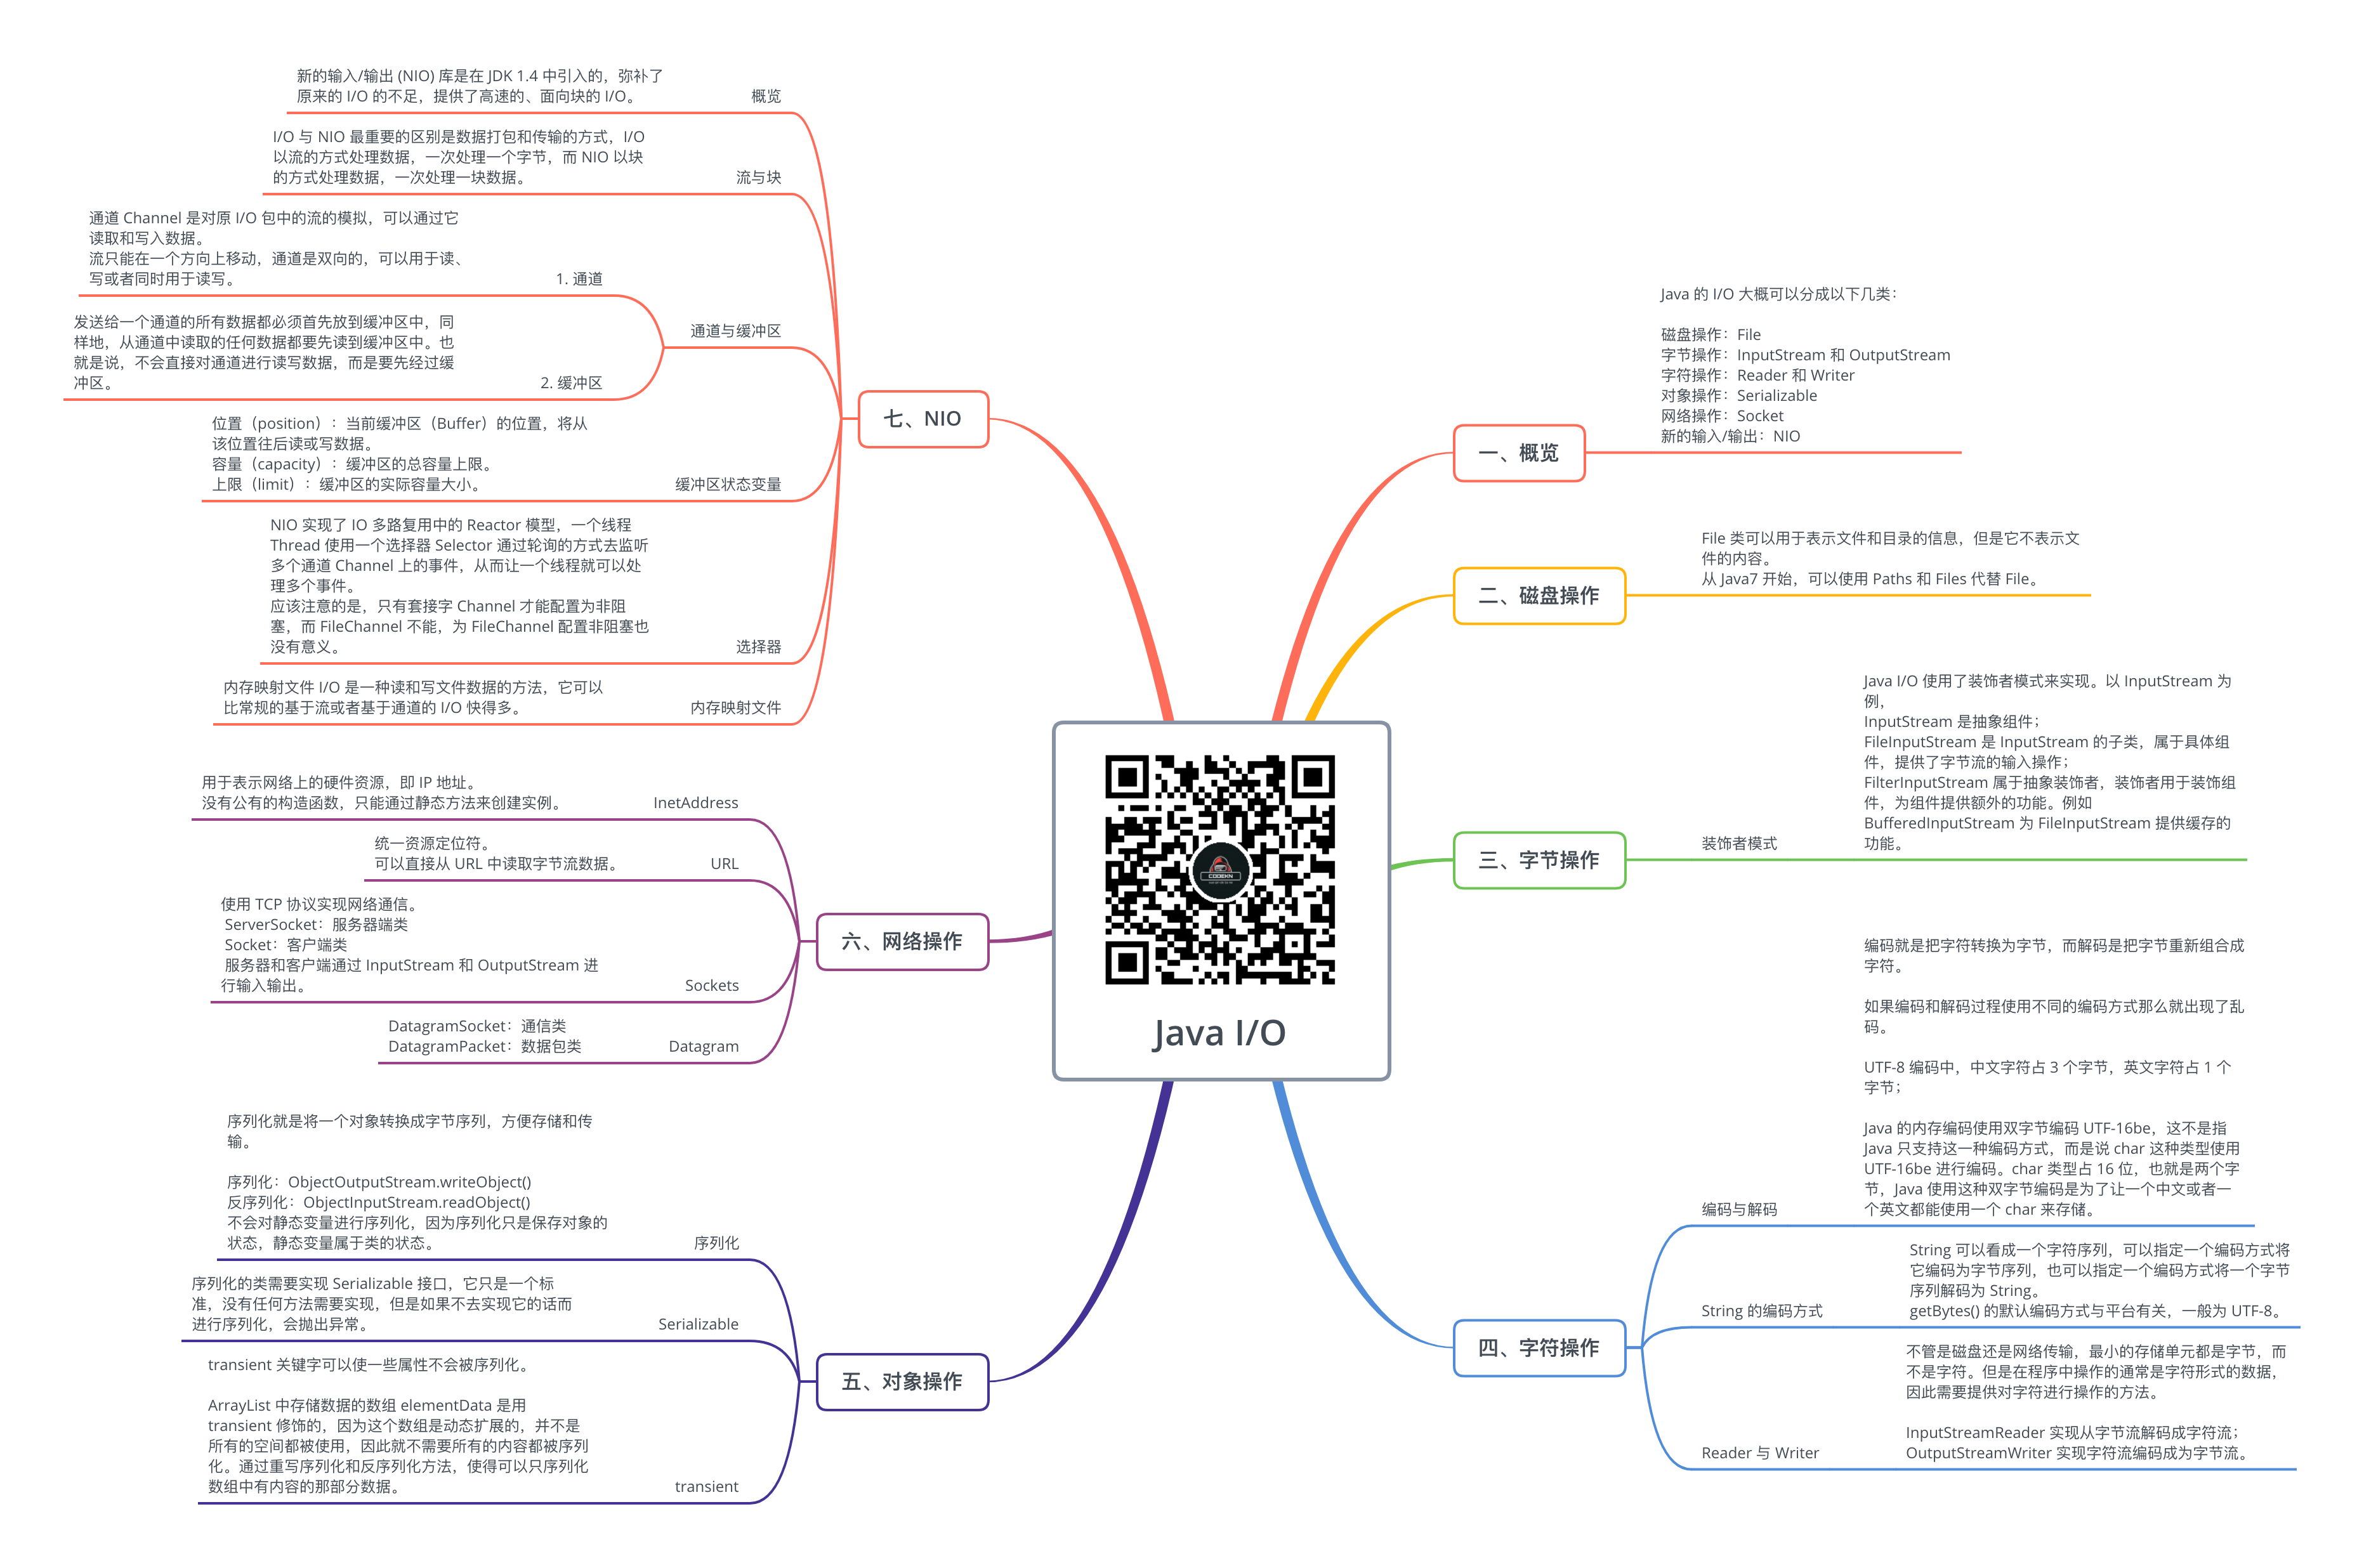 Java I/O
CODEKN
一、概览
Java 的 I/O 大概可以分成以下几类：
磁盘操作：File
字节操作：InputStream 和 OutputStream
字符操作：Reader 和 Writer
对象操作：Serializable
网络操作：Socket
新的输入/输出：NIO
二、磁盘操作
File 类可以用于表示文件和目录的信息，但是它不表示文
件的内容。
从 Java7 开始，可以使用 Paths 和 Files 代替 File。
三、字节操作
装饰者模式
Java I/O 使用了装饰者模式来实现。以 InputStream 为
例，
InputStream 是抽象组件；
FileInputStream 是 InputStream 的子类，属于具体组
件，提供了字节流的输入操作；
FilterInputStream 属于抽象装饰者，装饰者用于装饰组
件，为组件提供额外的功能。例如
BufferedInputStream 为 FileInputStream 提供缓存的
功能。
四、字符操作
编码与解码
编码就是把字符转换为字节，而解码是把字节重新组合成
字符。
如果编码和解码过程使用不同的编码方式那么就出现了乱
码。
UTF-8 编码中，中文字符占 3 个字节，英文字符占 1 个
字节；
Java 的内存编码使用双字节编码 UTF-16be，这不是指
Java 只支持这一种编码方式，而是说 char 这种类型使用
UTF-16be 进行编码。char 类型占 16 位，也就是两个字
节，Java 使用这种双字节编码是为了让一个中文或者一
个英文都能使用一个 char 来存储。
String 的编码方式
String 可以看成一个字符序列，可以指定一个编码方式将
它编码为字节序列，也可以指定一个编码方式将一个字节
序列解码为 String。
getBytes() 的默认编码方式与平台有关，一般为 UTF-8。
Reader 与 Writer
不管是磁盘还是网络传输，最小的存储单元都是字节，而
不是字符。但是在程序中操作的通常是字符形式的数据，
因此需要提供对字符进行操作的方法。
InputStreamReader 实现从字节流解码成字符流；
OutputStreamWriter 实现字符流编码成为字节流。
五、对象操作
序列化
序列化就是将一个对象转换成字节序列，方便存储和传
输。
序列化：ObjectOutputStream.writeObject()
反序列化：ObjectInputStream.readObject()
不会对静态变量进行序列化，因为序列化只是保存对象的
状态，静态变量属于类的状态。
Serializable
序列化的类需要实现 Serializable 接口，它只是一个标
准，没有任何方法需要实现，但是如果不去实现它的话而
进行序列化，会抛出异常。
transient
transient 关键字可以使一些属性不会被序列化。
ArrayList 中存储数据的数组 elementData 是用
transient 修饰的，因为这个数组是动态扩展的，并不是
所有的空间都被使用，因此就不需要所有的内容都被序列
化。通过重写序列化和反序列化方法，使得可以只序列化
数组中有内容的那部分数据。
六、网络操作
InetAddress
用于表示网络上的硬件资源，即 IP 地址。
没有公有的构造函数，只能通过静态方法来创建实例。
URL
统一资源定位符。
可以直接从 URL 中读取字节流数据。
Sockets
使用 TCP 协议实现网络通信。
ServerSocket：服务器端类
Socket：客户端类
服务器和客户端通过 InputStream 和 OutputStream 进
行输入输出。
Datagram
DatagramSocket：通信类
DatagramPacket：数据包类
七、NIO
概览
新的输入/输出 (NIO) 库是在 JDK 1.4 中引入的，弥补了
原来的 I/O 的不足，提供了高速的、面向块的 I/O。
流与块
I/O 与 NIO 最重要的区别是数据打包和传输的方式，I/O
以流的方式处理数据，一次处理一个字节，而 NIO 以块
的方式处理数据，一次处理一块数据。
通道与缓冲区
1. 通道
通道 Channel 是对原 I/O 包中的流的模拟，可以通过它
读取和写入数据。
流只能在一个方向上移动，通道是双向的，可以用于读、
写或者同时用于读写。
2. 缓冲区
发送给一个通道的所有数据都必须首先放到缓冲区中，同
样地，从通道中读取的任何数据都要先读到缓冲区中。也
就是说，不会直接对通道进行读写数据，而是要先经过缓
冲区。
缓冲区状态变量
位置（position）：当前缓冲区（Buffer）的位置，将从
该位置往后读或写数据。
容量（capacity）：缓冲区的总容量上限。
上限（limit）：缓冲区的实际容量大小。
选择器
NIO 实现了 IO 多路复用中的 Reactor 模型，一个线程
Thread 使用一个选择器 Selector 通过轮询的方式去监听
多个通道 Channel 上的事件，从而让一个线程就可以处
理多个事件。
应该注意的是，只有套接字 Channel 才能配置为非阻
塞，而 FileChannel 不能，为 FileChannel 配置非阻塞也
没有意义。
内存映射文件
内存映射文件 I/O 是一种读和写文件数据的方法，它可以
比常规的基于流或者基于通道的 I/O 快得多。